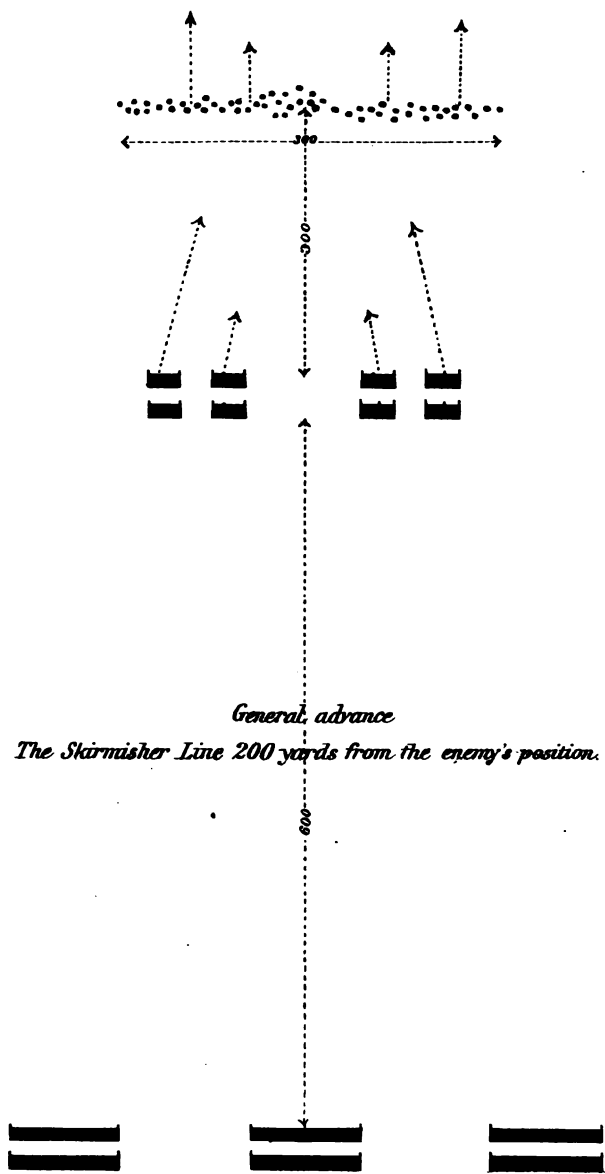 300
300
General advance
The Skirmisher Line 200 yards from the enemy's position.
600